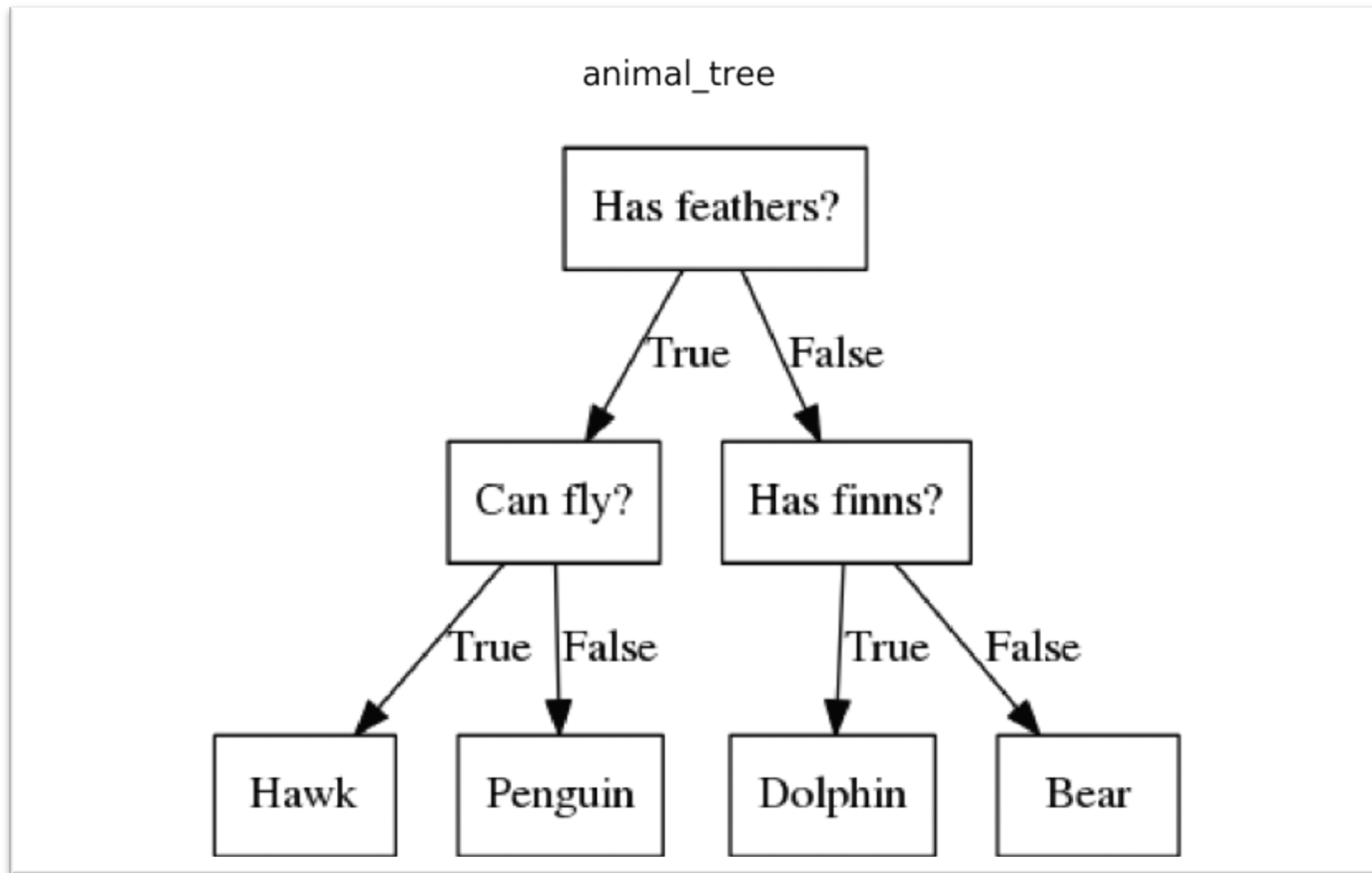 animal_tree
Has feathers?
True
False
Can fly?
Has finns?
True
False
True
False
Hawk
Penguin
Dolphin
Bear